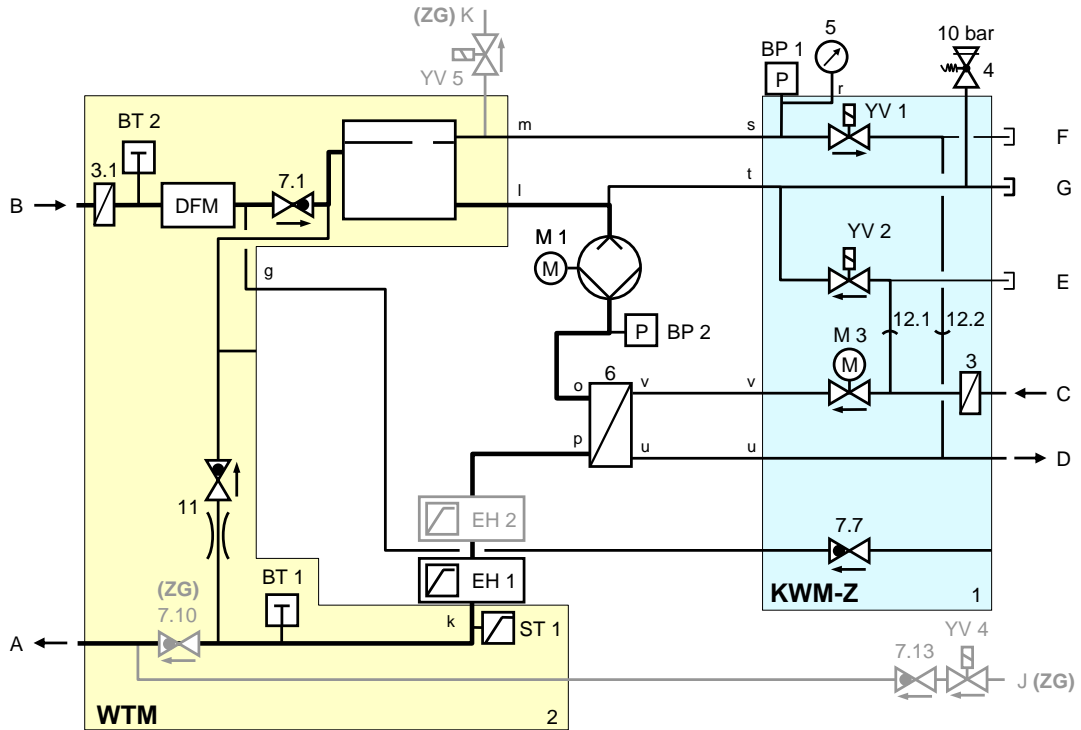 (ZG) K
YV 5
5
BP 1
P
r
10 bar
4
BT 2
3.1
7.1
B
DFM
m
s
YV 1
F
t
G
l
g
M 1
M
YV 2
E
P
BP 2
12.1
12.2
M 3
M
6
3
o
v
v
C
p
u
u
D
11
EH 2
7.7
EH 1
BT 1
(ZG)
7.10
k
ST 1
KWM-Z
1
A
YV 4
7.13
J (ZG)
WTM
2